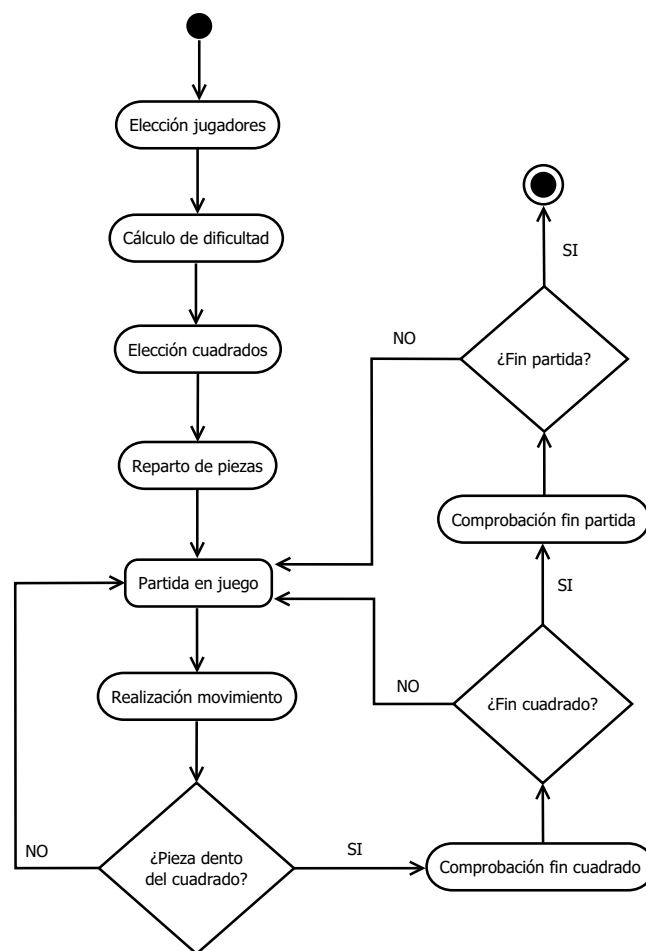 Elección jugadores
Cálculo de dificultad
Elección cuadrados
Reparto de piezas
Partida en juego
Realización movimiento
¿Pieza dento
del cuadrado?
NO
SI
Comprobación fin cuadrado
¿Fin cuadrado?
NO
SI
Comprobación fin partida
¿Fin partida?
NO
SI